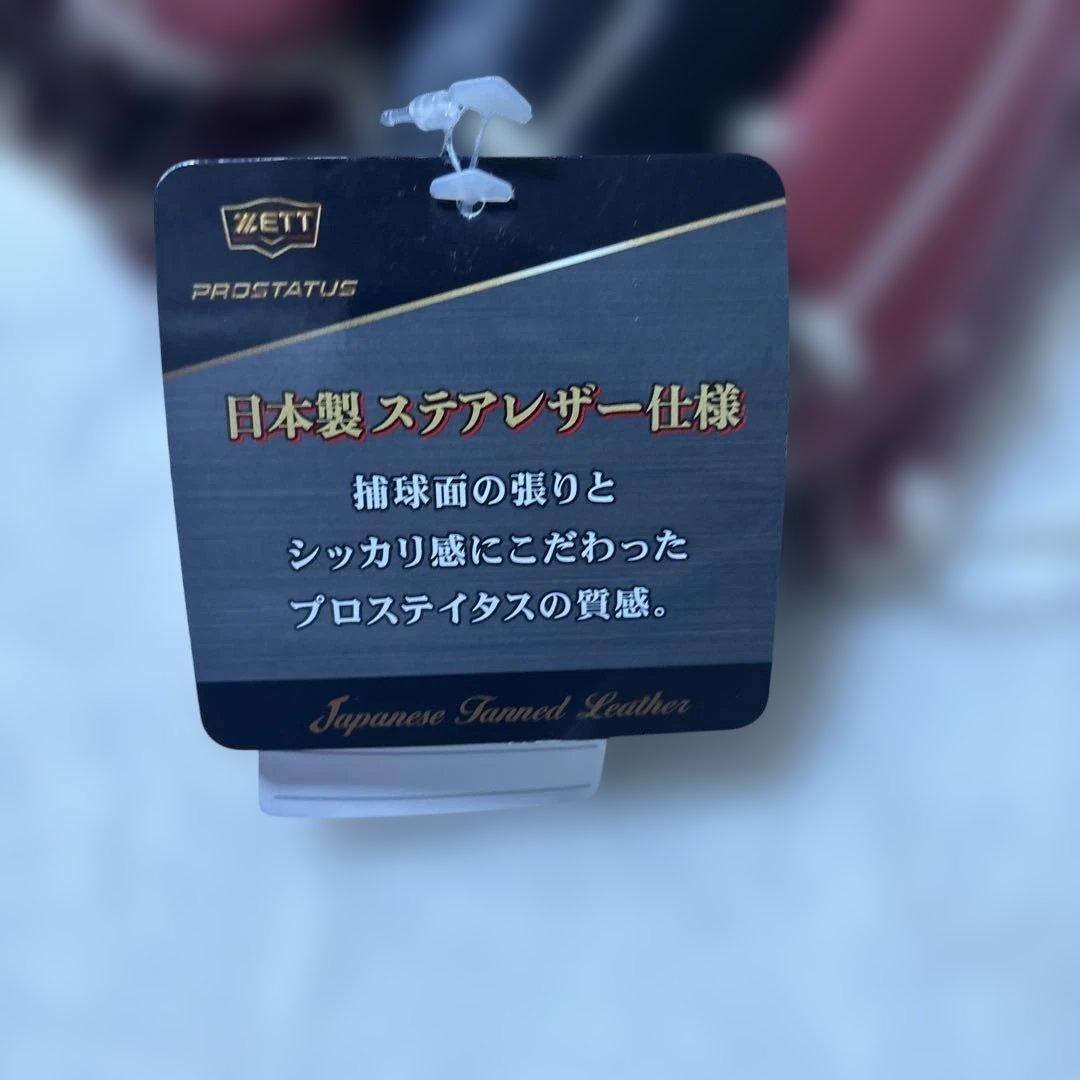 ZETT
PROSTATUS
日本製 ステアレザー仕様
捕球面の張りと
シッカリ感にこだわった
プロステイタスの質感。
Japanese Tanned Leather